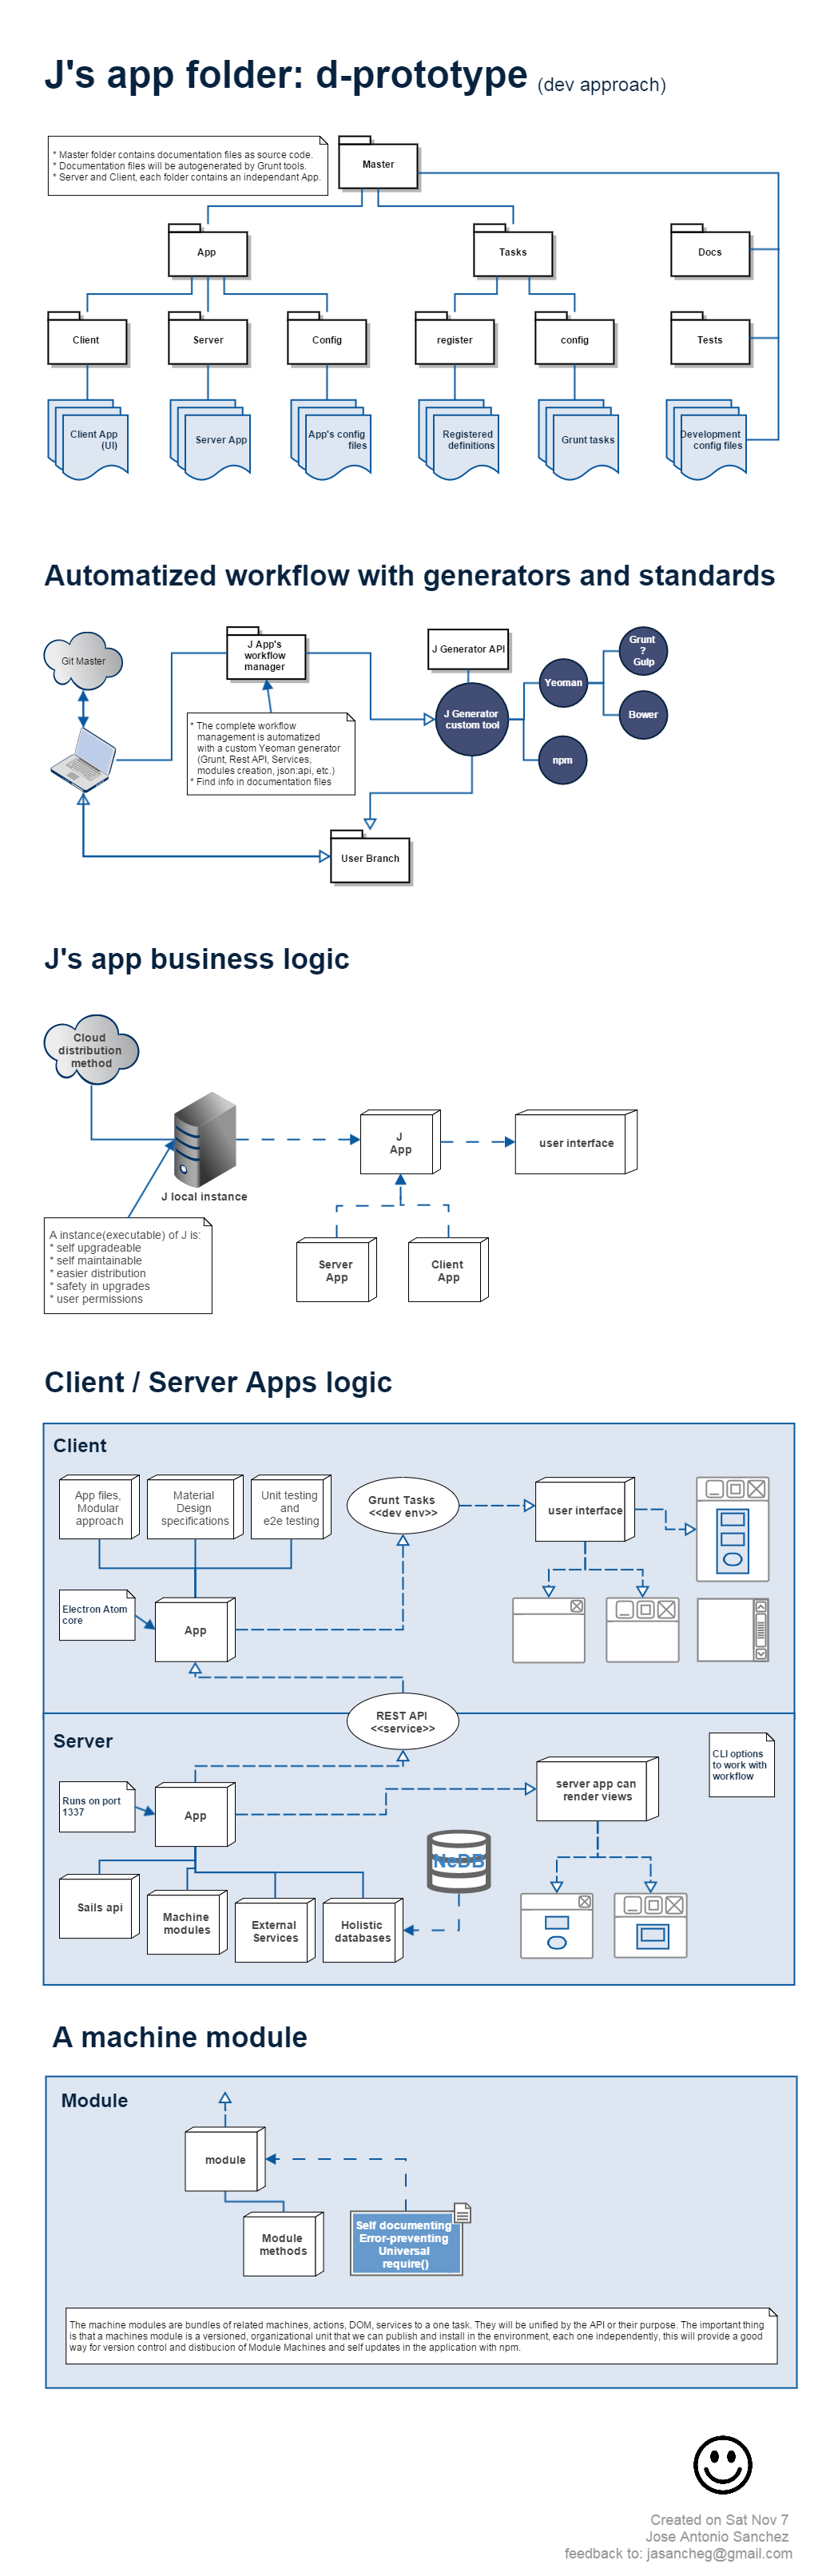 J's app folder: d-prototype (dev approach)
* Master folder contains documentation files as source code.
* Documentation files will be autogenerated by Grunt tools.
* Server and Client, each folder contains an independant App.
Master
App
Tasks
Docs
Client
Server
Config
register
config
Tests
Client App
(UI)
Server App
App's config
files
Registered
definitions
Grunt tasks
Development
config files
Automatized workflow with generators and standards
Git Master
J App's
workflow
manager
J Generator API
Grunt
?
Gulp
Yeoman
J Generator
custom tool
Bower
npm
* The complete workflow
management is automatized
with a custom Yeoman generator
(Grunt, Rest API, Services,
modules creation, json:api, etc.)
* Find info in documentation files
User Branch
J's app business logic
Cloud
distribution
method
J local instance
J
App
user interface
A instance(executable) of J is:
* self upgradeable
* self maintainable
* easier distribution
* safety in upgrades
* user permissions
Server
App
Client
App
Client / Server Apps logic
Client
App files,
Modular
approach
Material
Design
specifications
Unit testing
and
e2e testing
Grunt Tasks
<<dev env>>
user interface
Electron Atom
core
App
REST API
<<service>>
Server
CLI options
to work with
workflow
Runs on port
1337
App
server app can
render views
NeDB
Sails api
Machine
modules
External
Services
Holistic
databases
A machine module
Module
module
Module
methods
Self documenting
Error-preventing
Universal
require()
The machine modules are bundles of related machines, actions, DOM, services to a one task. They will be unified by the API or their purpose. The important thing
is that a machines module is a versioned, organizational unit that we can publish and install in the environment, each one independently, this will provide a good
way for version control and distibucion of Module Machines and self updates in the application with npm.
Created on Sat Nov 7
Jose Antonio Sanchez
feedback to: jasancheg@gmail.com